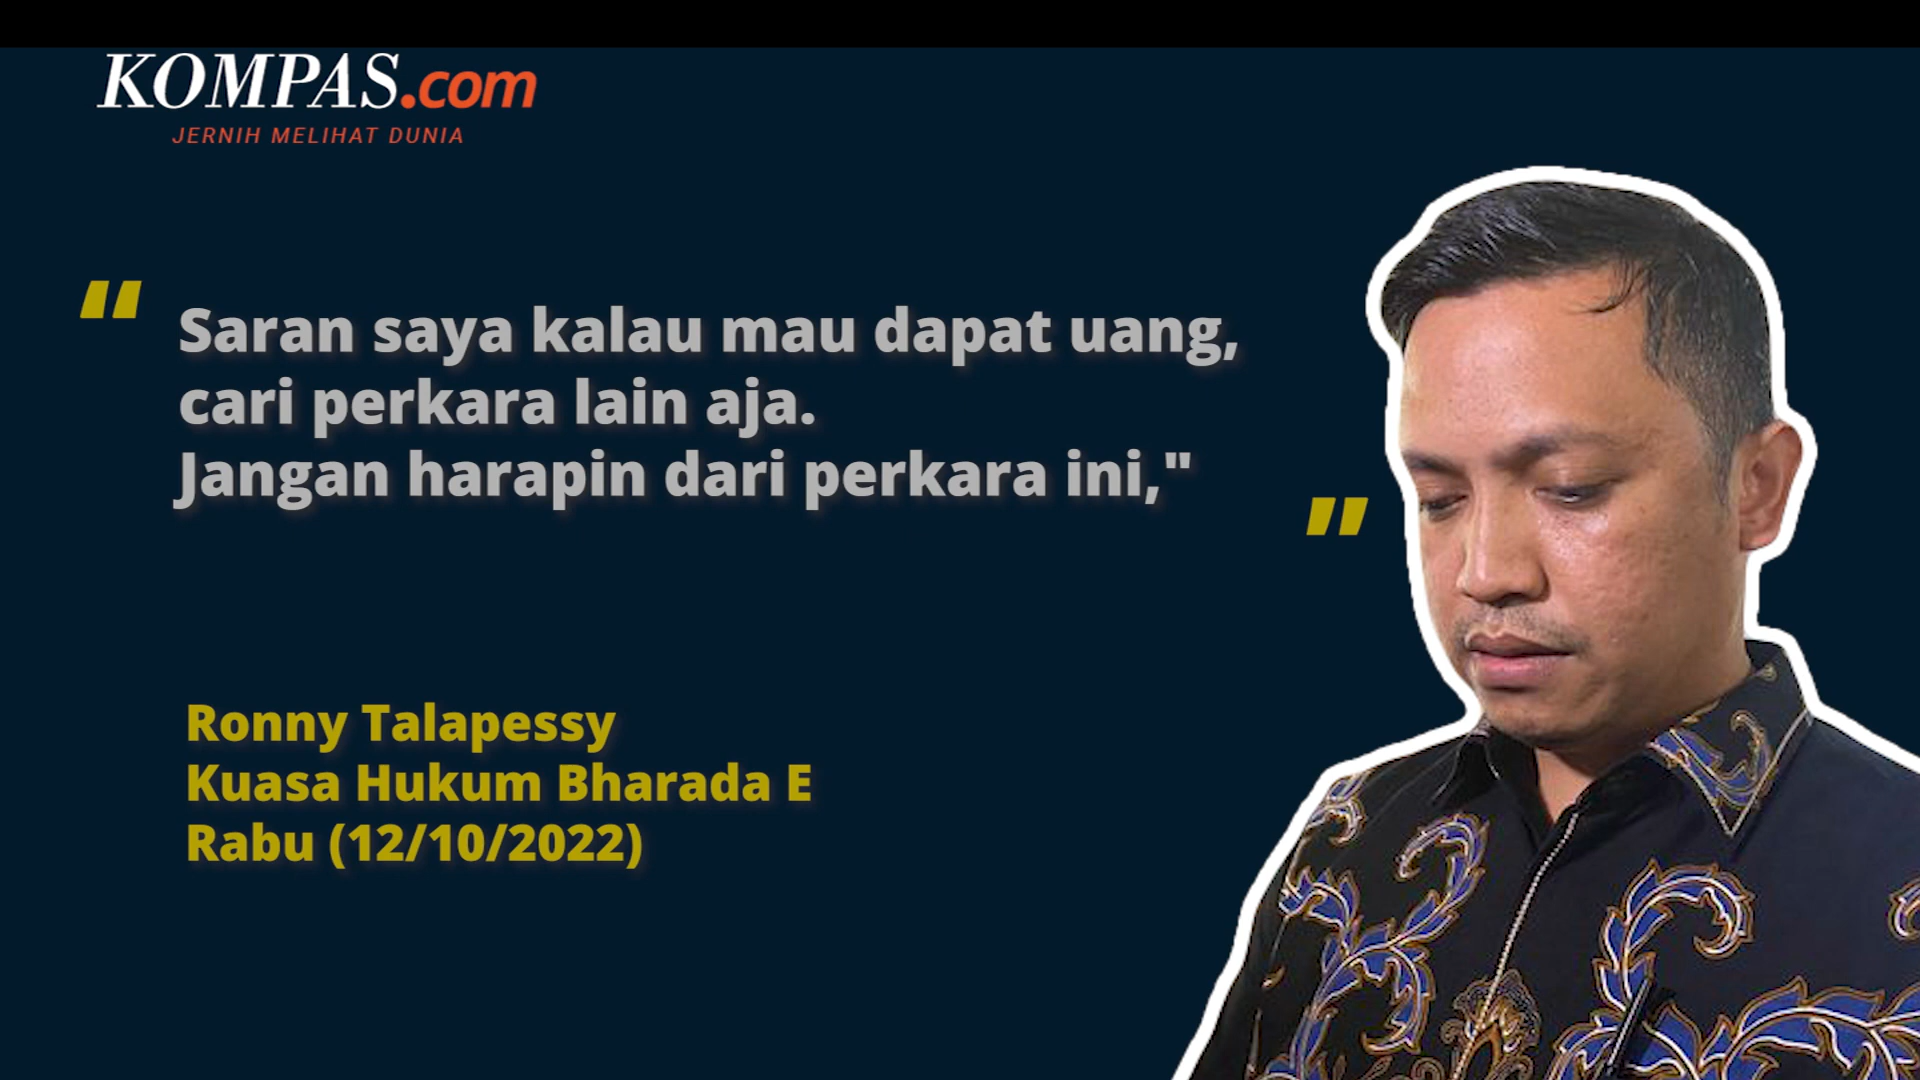 KOMPAS.com
JERNIH MELIHAT DUNIA
“ Saran saya kalau mau dapat uang,
cari perkara lain aja.
Jangan harapin dari perkara ini," ”
Ronny Talapessy
Kuasa Hukum Bharada E
Rabu (12/10/2022)